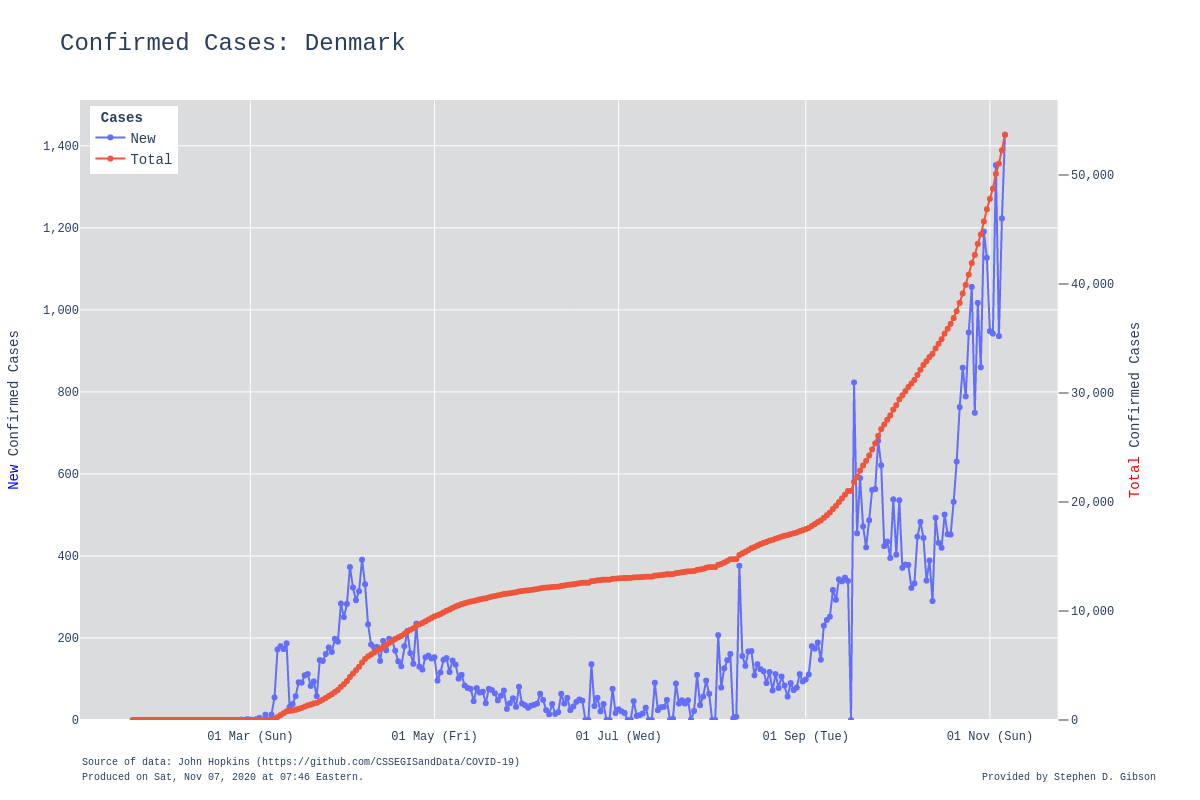 Confirmed Cases: Denmark
Cases
New
Total
1,400
1,200
1,000
800
600
400
200
0
New Confirmed Cases
50,000
40,000
30,000
20,000
10,000
0
Total Confirmed Cases
01 Mar (Sun)
01 May (Fri)
01 Jul (Wed)
01 Sep (Tue)
01 Nov (Sun)
Source of data: John Hopkins (https://github.com/CSSEGISandData/COVID-19)
Produced on Sat, Nov 07, 2020 at 07:46 Eastern.
Provided by Stephen D. Gibson